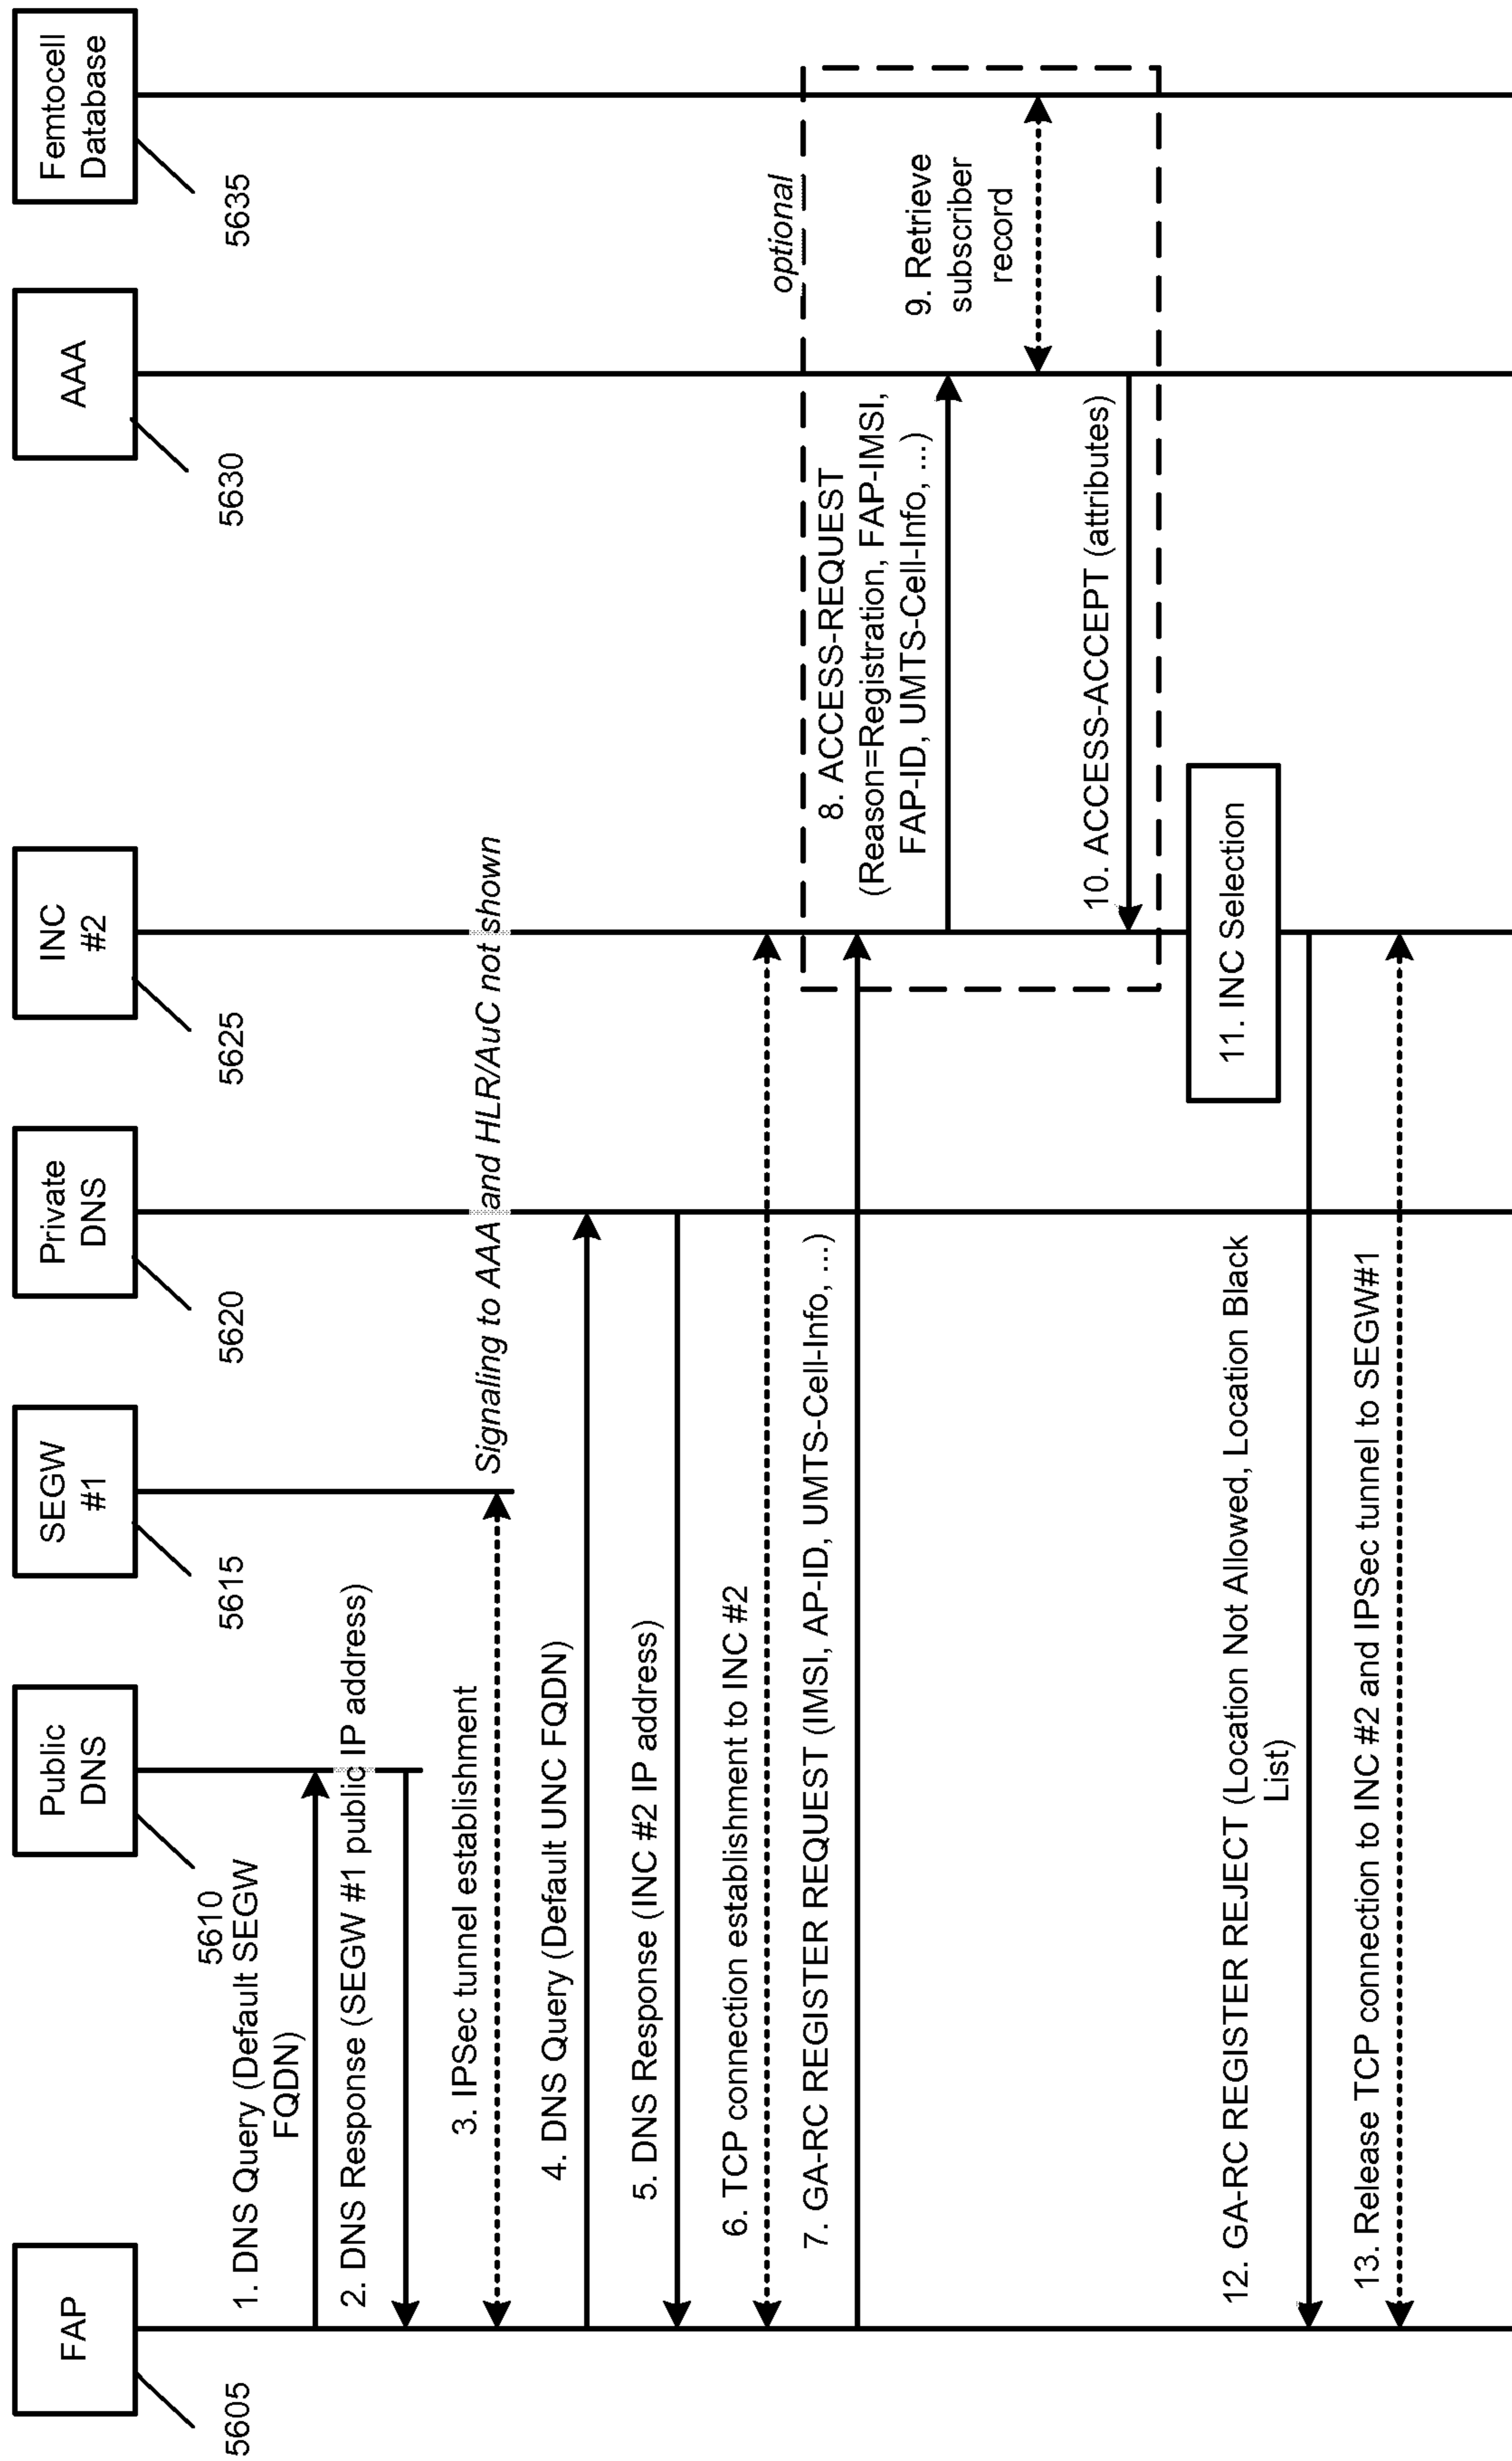 FAP
Public
DNS
SEGW
#1
Private
DNS
INC
#2
AAA
Femtocell
Database
5605
5610
5615
5620
5625
5630
5635
1. DNS Query (Default SEGW
FQDN)
2. DNS Response (SEGW #1 public IP address)
3. IPSec tunnel establishment
Signaling to AAA and HLR/AuC not shown
4. DNS Query (Default UNC FQDN)
5. DNS Response (INC #2 IP address)
6. TCP connection establishment to INC #2
optional
7. GA-RC REGISTER REQUEST (IMSI, AP-ID, UMTS-Cell-Info, ...)
8. ACCESS-REQUEST
(Reason=Registration, FAP-IMSI,
FAP-ID, UMTS-Cell-Info, ...)
9. Retrieve
subscriber
record
10. ACCESS-ACCEPT (attributes)
11. INC Selection
12. GA-RC REGISTER REJECT (Location Not Allowed, Location Black
List)
13. Release TCP connection to INC #2 and IPSec tunnel to SEGW#1